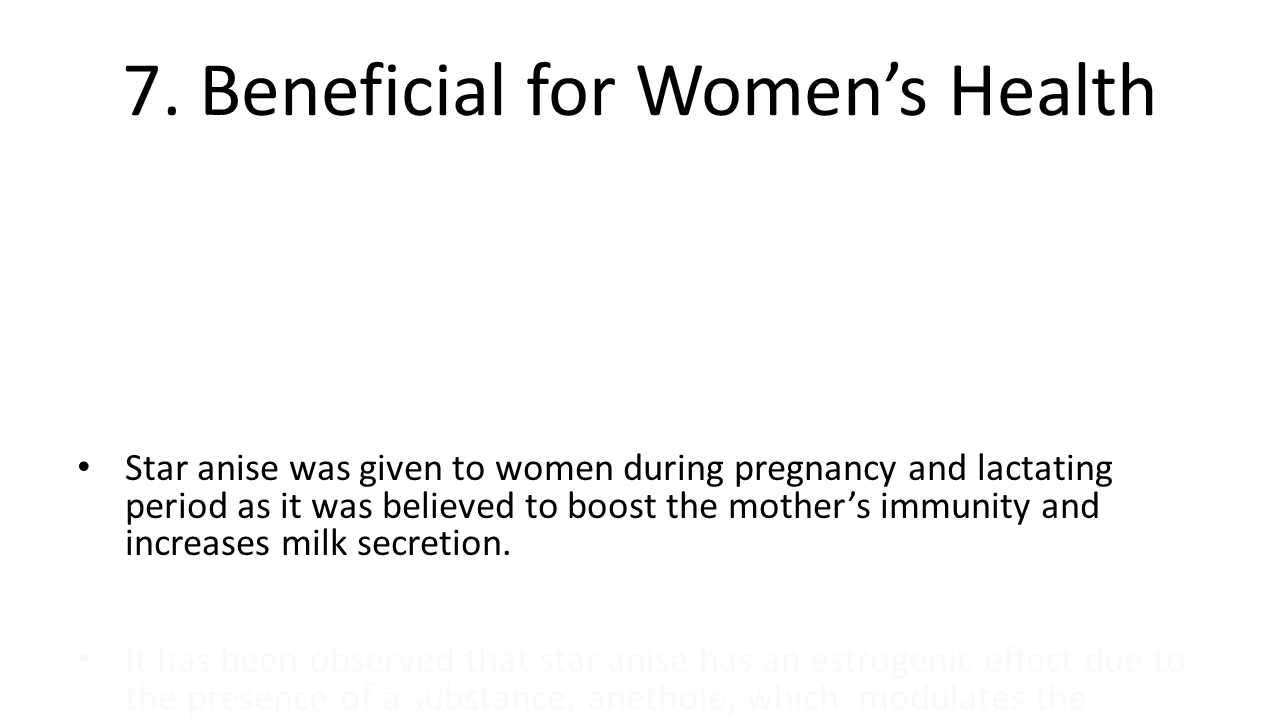 7. Beneficial for Women’s Health
• Star anise was given to women during pregnancy and lactating
period as it was believed to boost the mother’s immunity and
increases milk secretion.
• It has been observed that star anise has an estrogenic effect due to
the presence of a substance, anethole, which modulates the